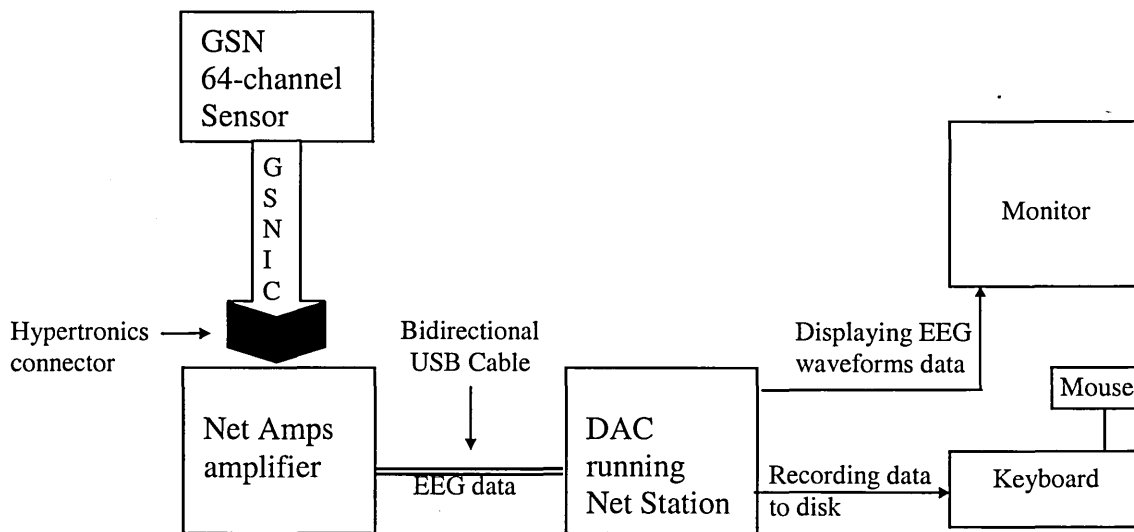 GSN
64-channel
Sensor
G
S
N
I
C
Hypertronics
connector
Bidirectional
USB Cable
Net Amps
amplifier
EEG data
DAC
running
Net Station
Displaying EEG
waveforms data
Monitor
Mouse
Recording data
to disk
Keyboard